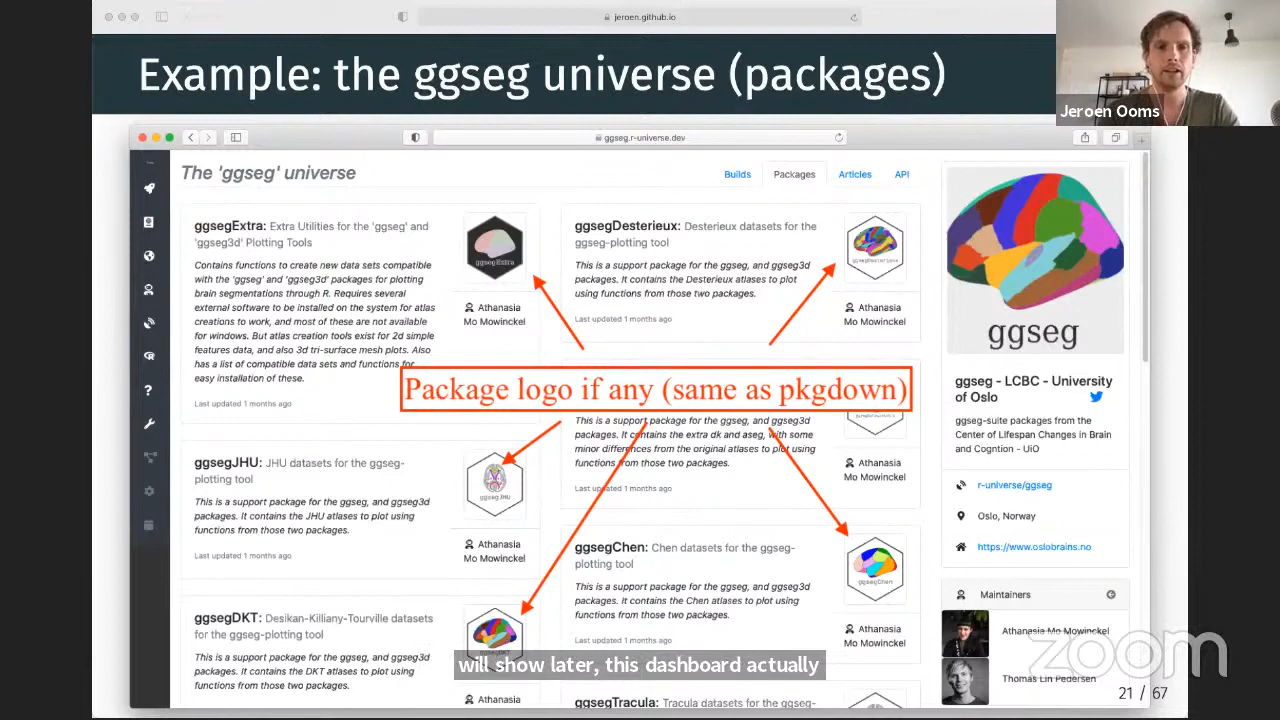 jeroen.github.io
Example: the ggseg universe (packages)
Jeroen Ooms
ggseg.r-universe.dev
The 'ggseg' universe
Builds
Packages
Articles
API
ggsegExtra: Extra Utilities for the 'ggseg' and
'ggseg3d' Plotting Tools
Contains functions to create new data sets compatible
with the 'ggseg' and 'ggseg3d' packages for plotting
brain segmentations through R. Requires several
external software to be installed on the system for atlas
creations to work, and most of these are not available
for windows. But atlas creation tools exist for 2d simple
features data, and also 3d tri-surface mesh plots. Also
has a list of compatible data sets and functions for
easy installation of these.
Last updated 1 months ago
ggsegExtra
Athanasia
Mo Mowinckel
ggsegJHU: JHU datasets for the ggseg-
plotting tool
This is a support package for the ggseg, and ggseg3d
packages. It contains the JHU atlases to plot using
functions from those two packages.
Last updated 1 months ago
ggsegJHU
Athanasia
Mo Mowinckel
ggsegDKT: Desikan-Killiany-Tourville datasets
for the ggseg-plotting tool
This is a support package for the ggseg, and ggseg3d
packages. It contains the DKT atlases to plot using
functions from those two packages.
ggsegDKT
Athanasia
ggsegDesterieux: Desterieux datasets for the
ggseg-plotting tool
This is a support package for the ggseg, and ggseg3d
packages. It contains the Desterieux atlases to plot
using functions from those two packages.
Last updated 1 months ago
ggsegDesterieux
Athanasia
Mo Mowinckel
Package logo if any (same as pkgdown)
This is a support package for the ggseg, and ggseg3d
packages. It contains the extra dk and aseg, with some
minor differences from the original atlases to plot using
functions from those two packages.
Last updated 1 months ago
Athanasia
Mo Mowinckel
ggsegChen: Chen datasets for the ggseg-
plotting tool
This is a support package for the ggseg, and ggseg3d
packages. It contains the Chen atlases to plot using
functions from those two packages.
Last updated 1 months ago
ggsegChen
Athanasia
Mo Mowinckel
ggsegTracula: Tracula datasets for the ggseg-
ggseg
ggseg - LCBC - University
of Oslo
ggseg-suite packages from the
Center of Lifespan Changes in Brain
and Cogntion - UiO
r-universe/ggseg
Oslo, Norway
https://www.oslobrains.no
Maintainers
Athanasia Mo Mowinckel
Thomas Lin Pedersen
zoom
21 / 67
will show later, this dashboard actually